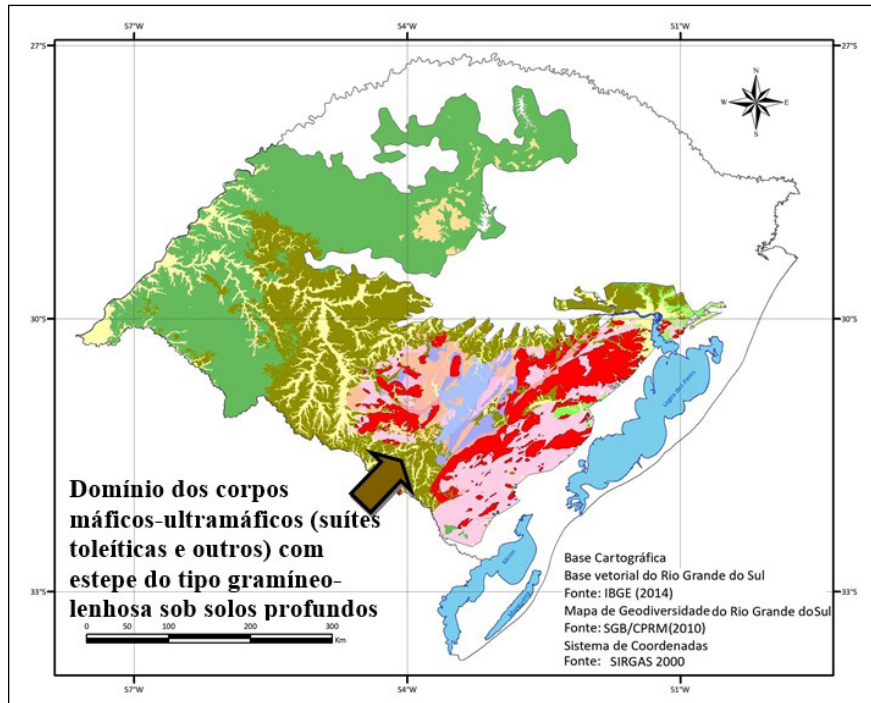 57°W
54°W
51°W
27°S
27°S
N
W
E
S
30°S
30°S
Lagoa dos Patos
Domínio dos corpos
máficos-ultramáficos (suítes
toleíticas e outros) com
estepe do tipo gramíneo-
lenhosa sob solos profundos
0 50 100 200 300
Km
Mirim
Mangueira
Base Cartográfica
Base vetorial do Rio Grande do Sul
Fonte: IBGE (2014)
Mapa de Geodiversidade do Rio Grande do Sul
Fonte: SGB/CPRM(2010)
Sistema de Coordenadas
Fonte: SIRGAS 2000
33°S
33°S
57°W
54°W
51°W